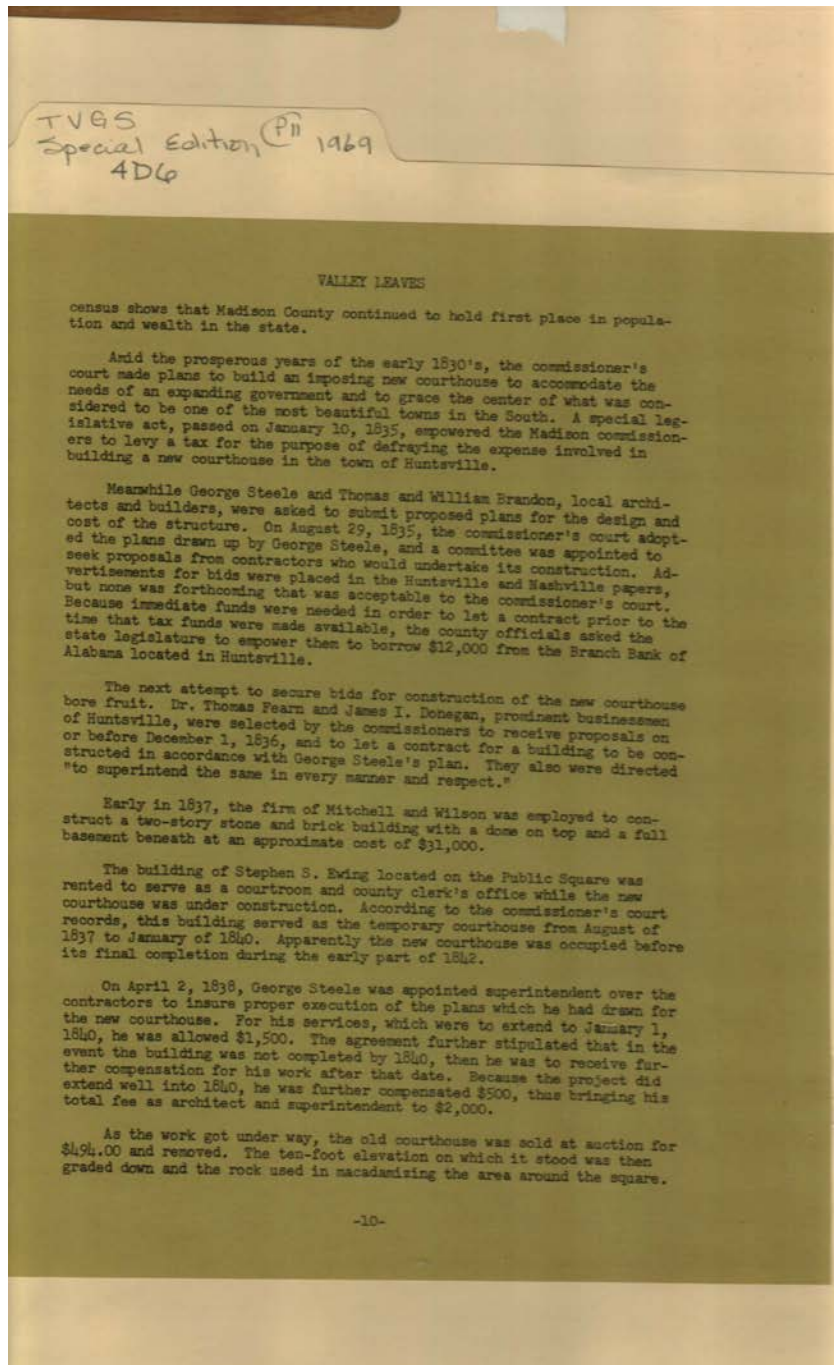 TVGS
Special Edition P11 1969
4D6
VALLEY LEAVES
census shows that Madison County continued to hold first place in popula-
tion and wealth in the state.
Amid the prosperous years of the early 1830's, the commissioner's
court made plans to build an imposing new courthouse to accommodate the
needs of an expanding government and to grace the center of what was con-
sidered to be one of the most beautiful towns in the South. A special leg-
islative act, passed on January 10, 1835, empowered the Madison commission-
ers to levy a tax for the purpose of defraying the expense involved in
building a new courthouse in the town of Huntsville.
Meanwhile George Steele and Thomas and William Brandon, local archi-
tects and builders, were asked to submit proposed plans for the design and
cost of the structure. On August 29, 1835, the commissioner's court adopt-
ed the plans drawn up by George Steele, and a committee was appointed to
seek proposals from contractors who would undertake its construction. Ad-
vertisements for bids were placed in the Huntsville and Nashville papers,
but none was forthcoming that was acceptable to the commissioner's court.
Because immediate funds were needed in order to let a contract prior to the
time that tax funds were made available, the county officials asked the
state legislature to empower them to borrow $12,000 from the Branch Bank of
Alabama located in Huntsville.
The next attempt to secure bids for construction of the new courthouse
bore fruit. Dr. Thomas Fearn and James I. Donegan, prominent businessmen
of Huntsville, were selected by the commissioners to receive proposals on
or before December 1, 1836, and to let a contract for a building to be con-
structed in accordance with George Steele's plan. They also were directed
"to superintend the same in every manner and respect."
Early in 1837, the firm of Mitchell and Wilson was employed to con-
struct a two-story stone and brick building with a dome on top and a full
basement beneath at an approximate cost of $31,000.
The building of Stephen S. Ewing located on the Public Square was
rented to serve as a courtroom and county clerk's office while the new
courthouse was under construction. According to the commissioner's court
records, this building served as the temporary courthouse from August of
1837 to January of 1840. Apparently the new courthouse was occupied before
its final completion during the early part of 1842.
On April 2, 1838, George Steele was appointed superintendent over the
contractors to insure proper execution of the plans which he had drawn for
the new courthouse. For his services, which were to extend to January 1,
1840, he was allowed $1,500. The agreement further stipulated that in the
event the building was not completed by 1840, then he was to receive fur-
ther compensation for his work after that date. Because the project did
extend well into 1840, he was further compensated $500, thus bringing his
total fee as architect and superintendent to $2,000.
As the work got under way, the old courthouse was sold at auction for
$494.00 and removed. The ten-foot elevation on which it stood was then
graded down and the rock used in macadamizing the area around the square.
-10-